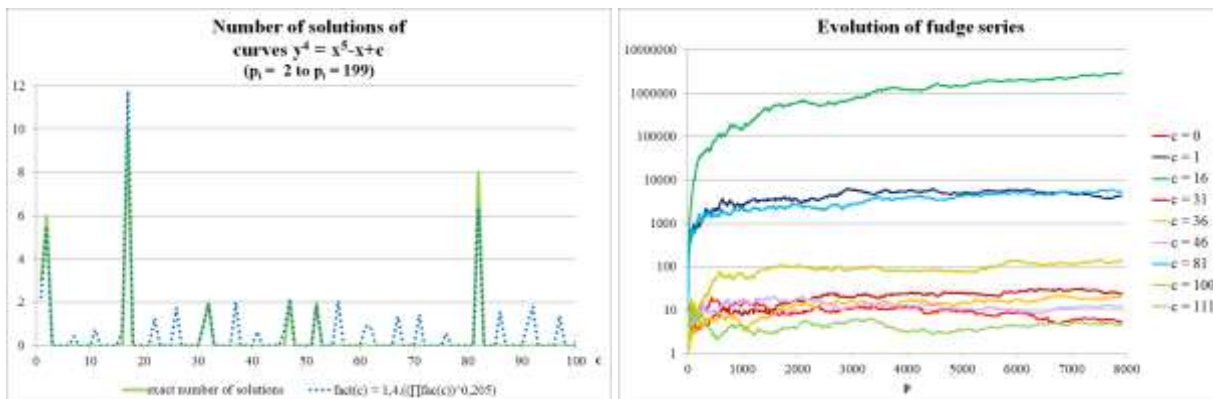 Number of solutions of
curves y⁴ = x⁵-x+c
(pᵢ = 2 to pᵢ = 199)
12
10
8
6
4
2
0
0 10 20 30 40 50 60 70 80 90 100 c
exact number of solutions
fact(c) = 1,4.((∏fac(c))^0,205)
Evolution of fudge series
10000000
1000000
100000
10000
1000
100
10
1
0 1000 2000 3000 4000 5000 6000 7000 8000
p
c = 0
c = 1
c = 16
c = 31
c = 36
c = 46
c = 81
c = 100
c = 111